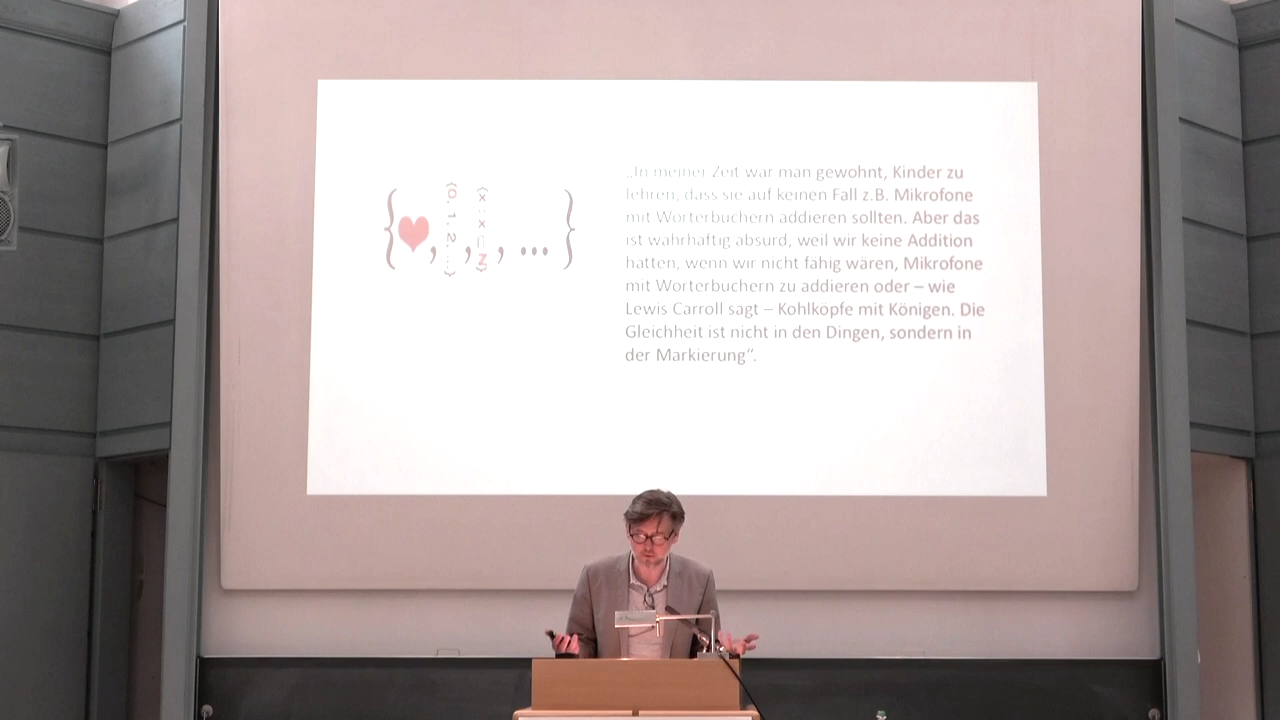 {♥, {0, 1, 2, ...}, {x : x □ N}, ...}
„In meiner Zeit war man gewohnt, Kinder zu
lehren, dass sie auf keinen Fall z.B. Mikrofone
mit Wörterbüchern addieren sollten. Aber das
ist wahrhaftig absurd, weil wir keine Addition
hätten, wenn wir nicht fähig wären, Mikrofone
mit Wörterbüchern zu addieren oder – wie
Lewis Carroll sagt – Kohlköpfe mit Königen. Die
Gleichheit ist nicht in den Dingen, sondern in
der Markierung“.